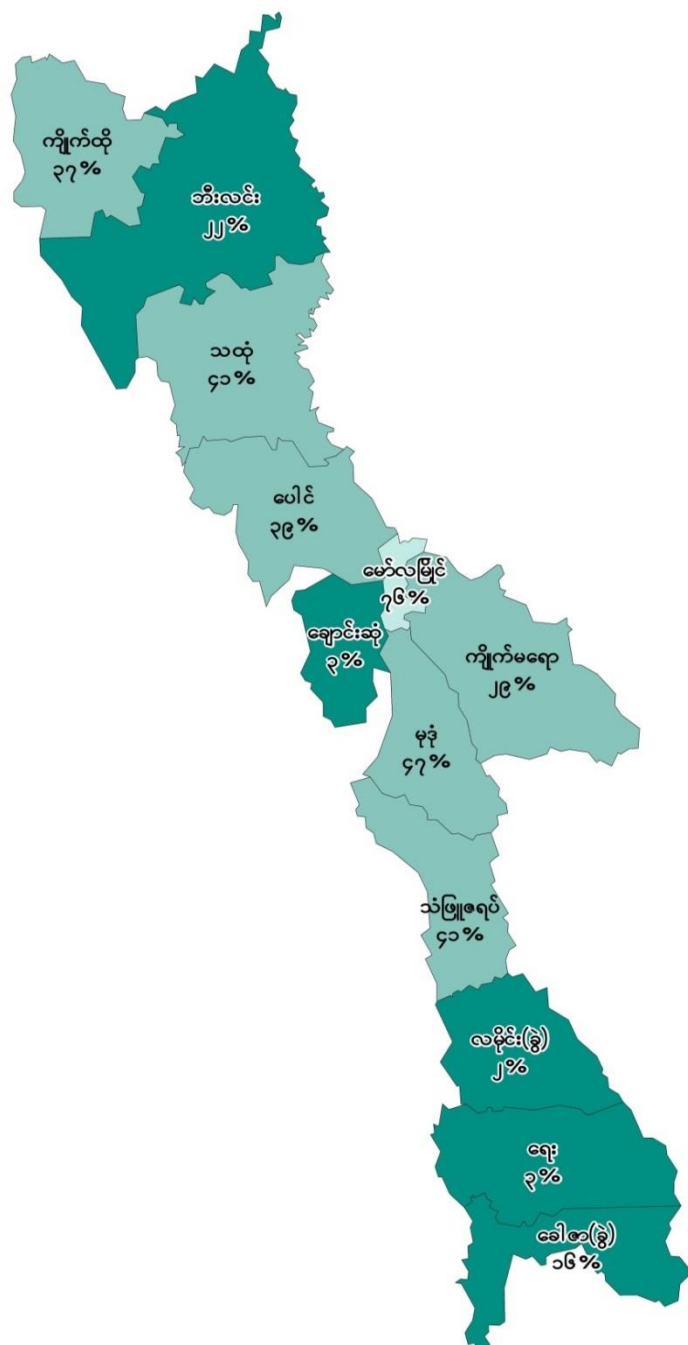 ကျိုက်ထို
၃၇%
ဘီးလင်း
၂၂%
သထုံ
၄၁%
ပေါင်
၃၉%
မော်လမြိုင်
၇၆%
ချောင်းဆုံ
၃%
ကျိုက်မရော
၂၉%
မုဒုံ
၄၇%
သံဖြူဇရပ်
၄၁%
လမိုင်း(ခွဲ)
၂%
ရေး
၃%
ခေါဇာ(ခွဲ)
၁၆%